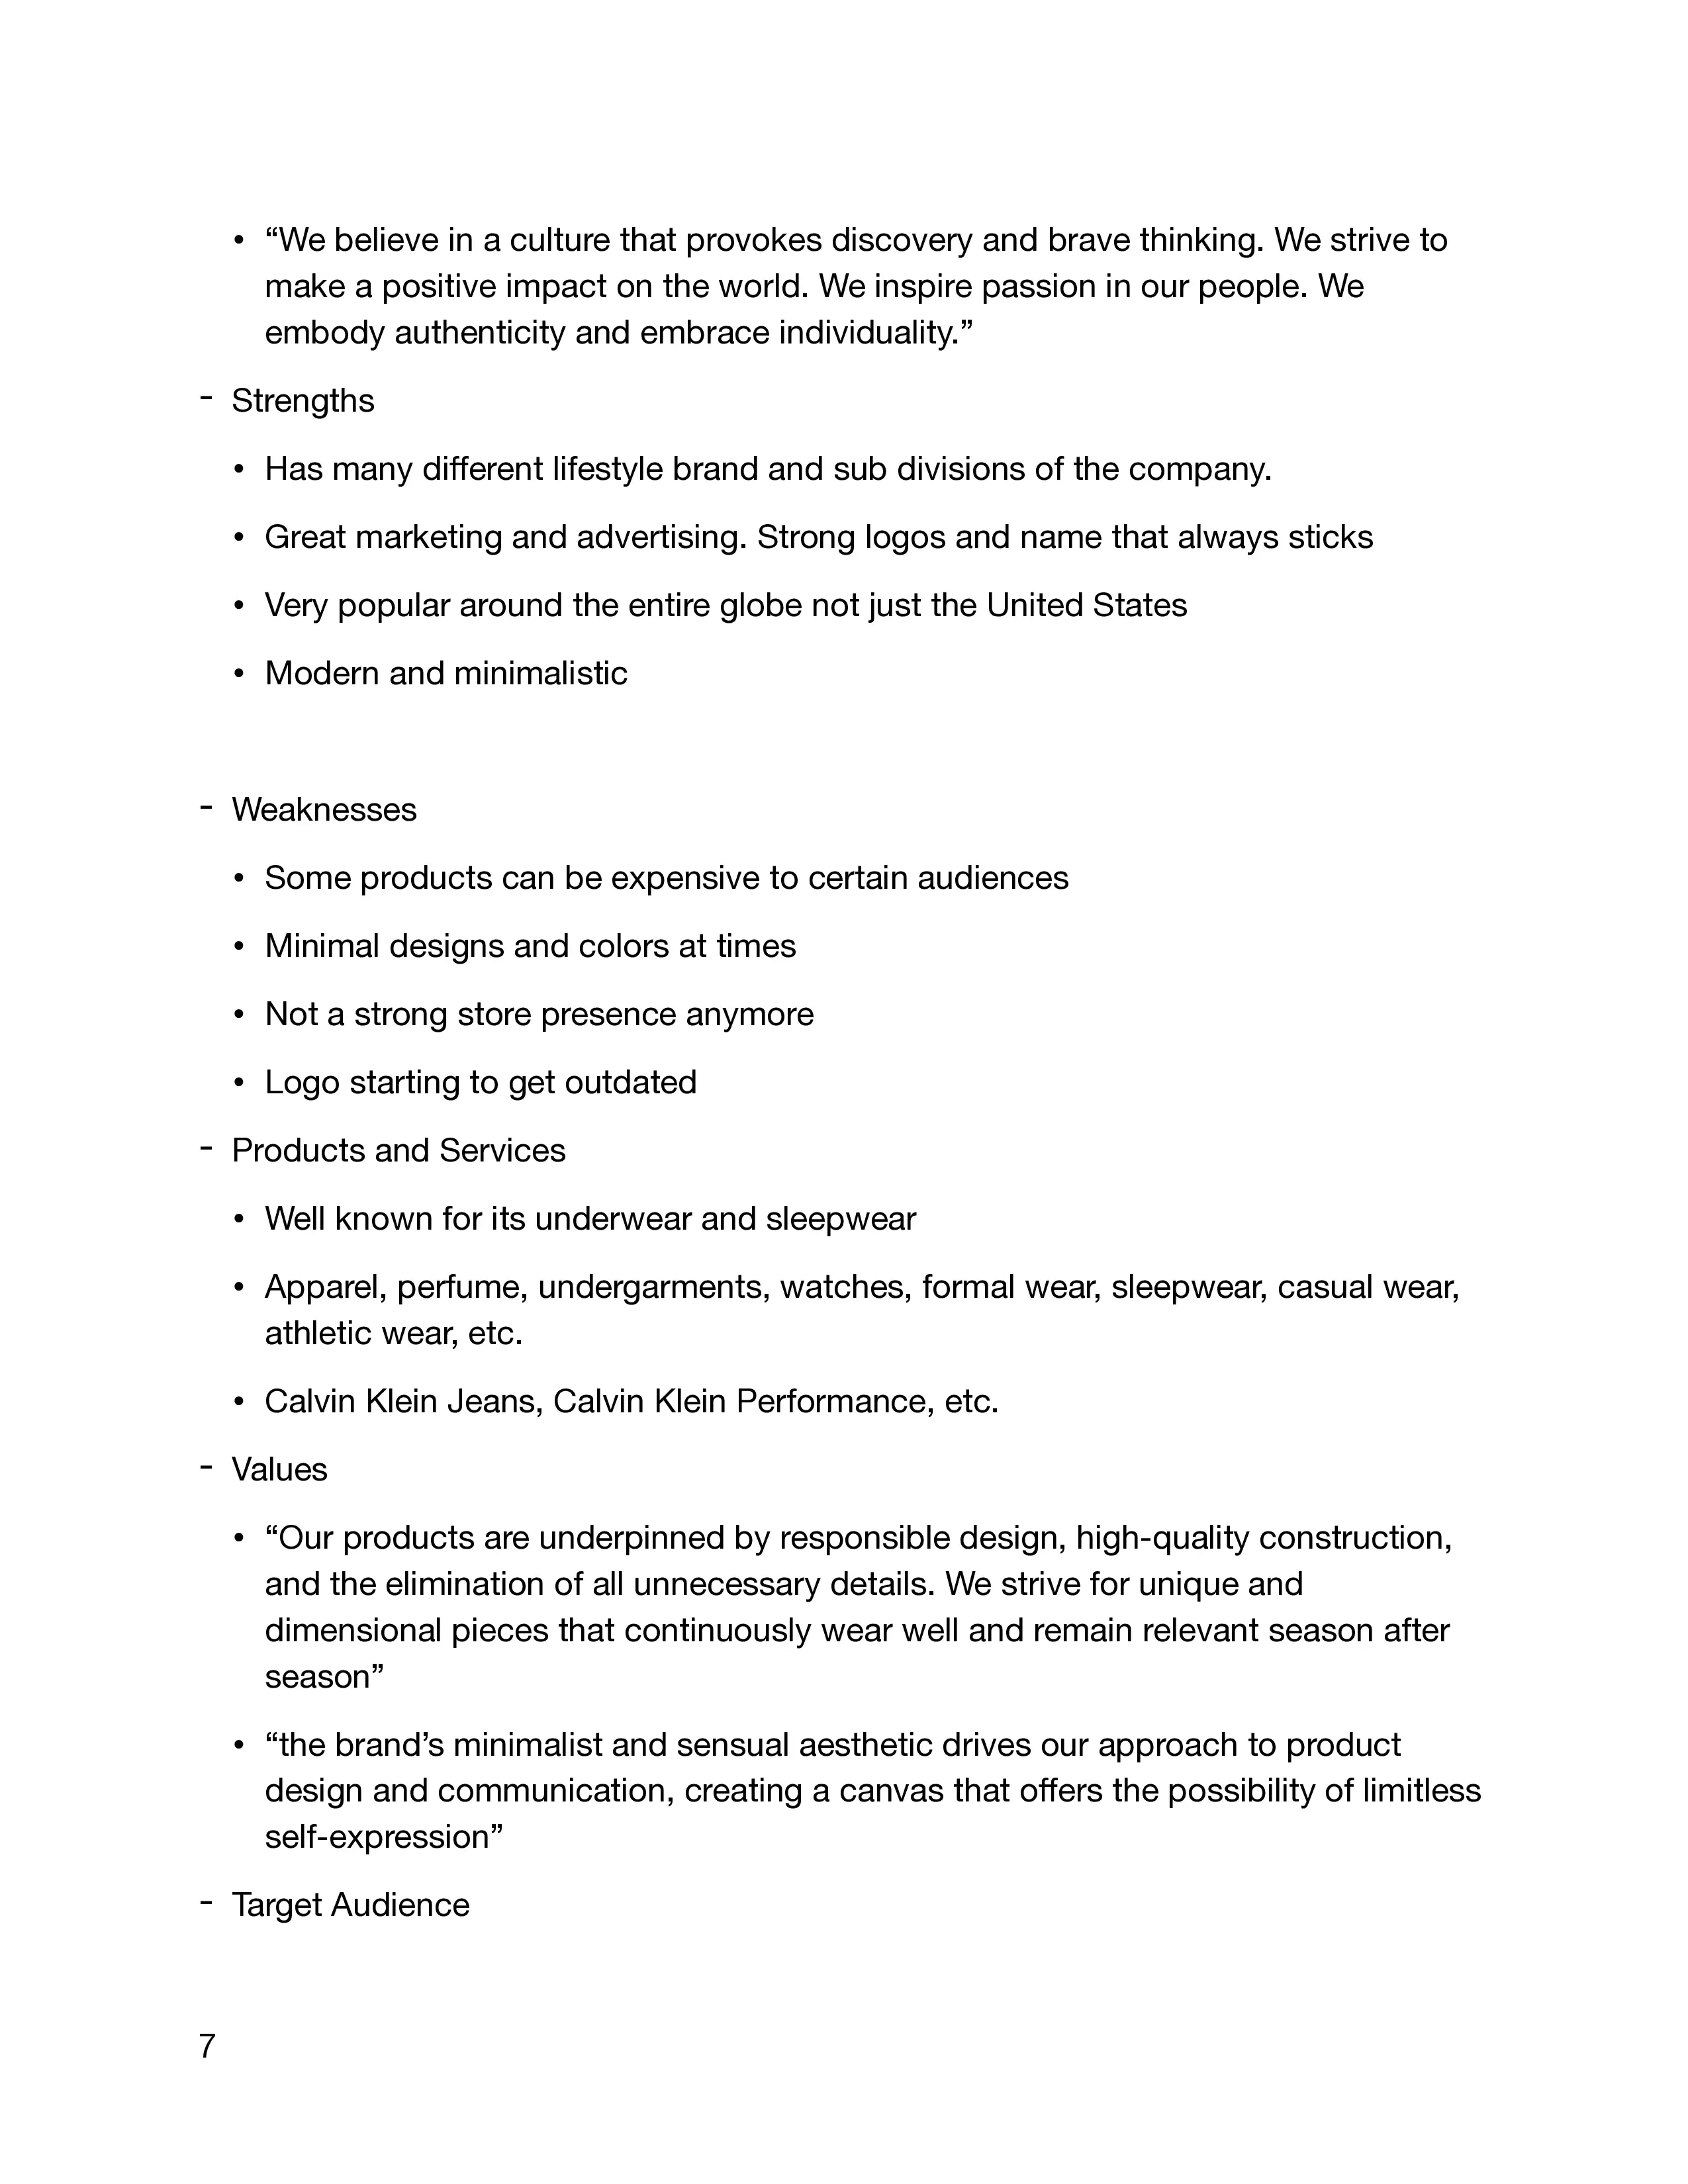 • “We believe in a culture that provokes discovery and brave thinking. We strive to
make a positive impact on the world. We inspire passion in our people. We
embody authenticity and embrace individuality.”
- Strengths
• Has many different lifestyle brand and sub divisions of the company.
• Great marketing and advertising. Strong logos and name that always sticks
• Very popular around the entire globe not just the United States
• Modern and minimalistic
- Weaknesses
• Some products can be expensive to certain audiences
• Minimal designs and colors at times
• Not a strong store presence anymore
• Logo starting to get outdated
- Products and Services
• Well known for its underwear and sleepwear
• Apparel, perfume, undergarments, watches, formal wear, sleepwear, casual wear,
athletic wear, etc.
• Calvin Klein Jeans, Calvin Klein Performance, etc.
- Values
• “Our products are underpinned by responsible design, high-quality construction,
and the elimination of all unnecessary details. We strive for unique and
dimensional pieces that continuously wear well and remain relevant season after
season”
• “the brand’s minimalist and sensual aesthetic drives our approach to product
design and communication, creating a canvas that offers the possibility of limitless
self-expression”
- Target Audience
7